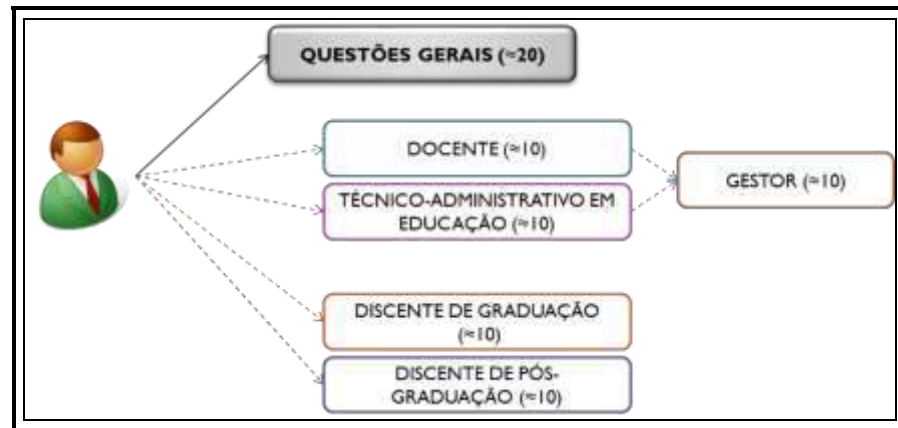 QUESTÕES GERAIS (≈20)
DOCENTE (≈10)
TÉCNICO-ADMINISTRATIVO EM
EDUCAÇÃO (≈10)
GESTOR (≈10)
DISCENTE DE GRADUAÇÃO
(≈10)
DISCENTE DE PÓS-
GRADUAÇÃO (≈10)